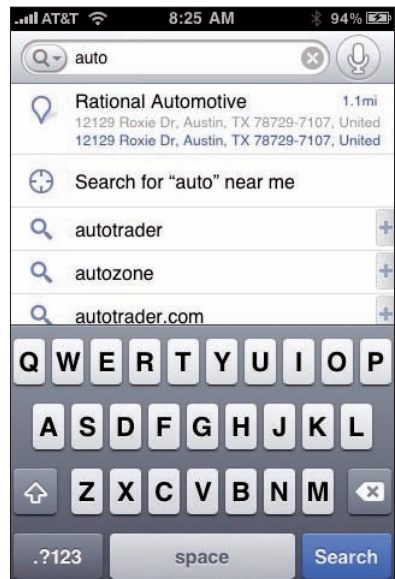 AT&T 8:25 AM 94%
auto
Rational Automotive 1.1mi
12129 Roxie Dr, Austin, TX 78729-7107, United
12129 Roxie Dr, Austin, TX 78729-7107, United
Search for “auto” near me
autotrader
autozone
autotrader.com
Q W E R T Y U I O P
A S D F G H J K L
Z X C V B N M
.?123 space Search